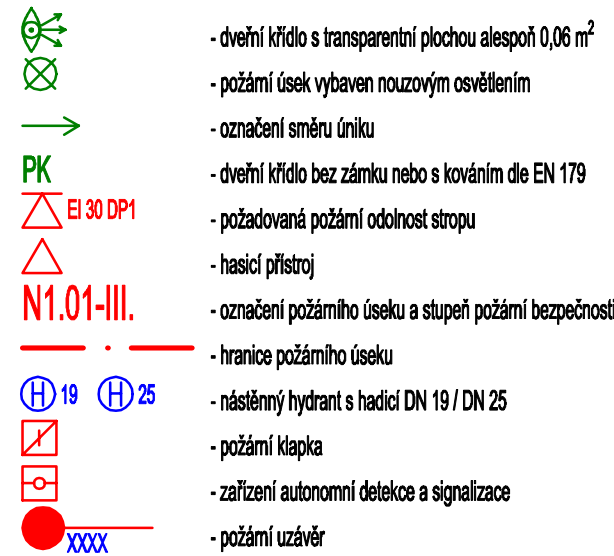 - dveřní křídlo s transparentní plochou alespoň 0,06 m²
- požární úsek vybaven nouzovým osvětlením
- označení směru úniku
PK - dveřní křídlo bez zámku nebo s kováním dle EN 179
EI 30 DP1 - požadovaná požární odolnost stropu
- hasicí přístroj
N1.01-III. - označení požárního úseku a stupeň požární bezpečnosti
- hranice požárního úseku
H 19 H 25 - nástěnný hydrant s hadicí DN 19 / DN 25
- požární klapka
- zařízení autonomní detekce a signalizace
XXXX - požární uzávěr